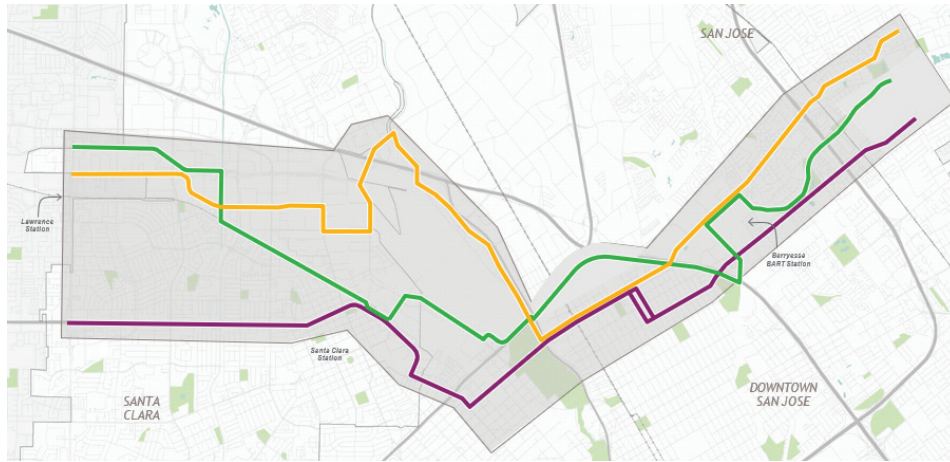 SAN JOSE
Lawrence
Station
Berryessa
BART Station
Santa Clara
Station
SANTA
CLARA
DOWNTOWN
SAN JOSE